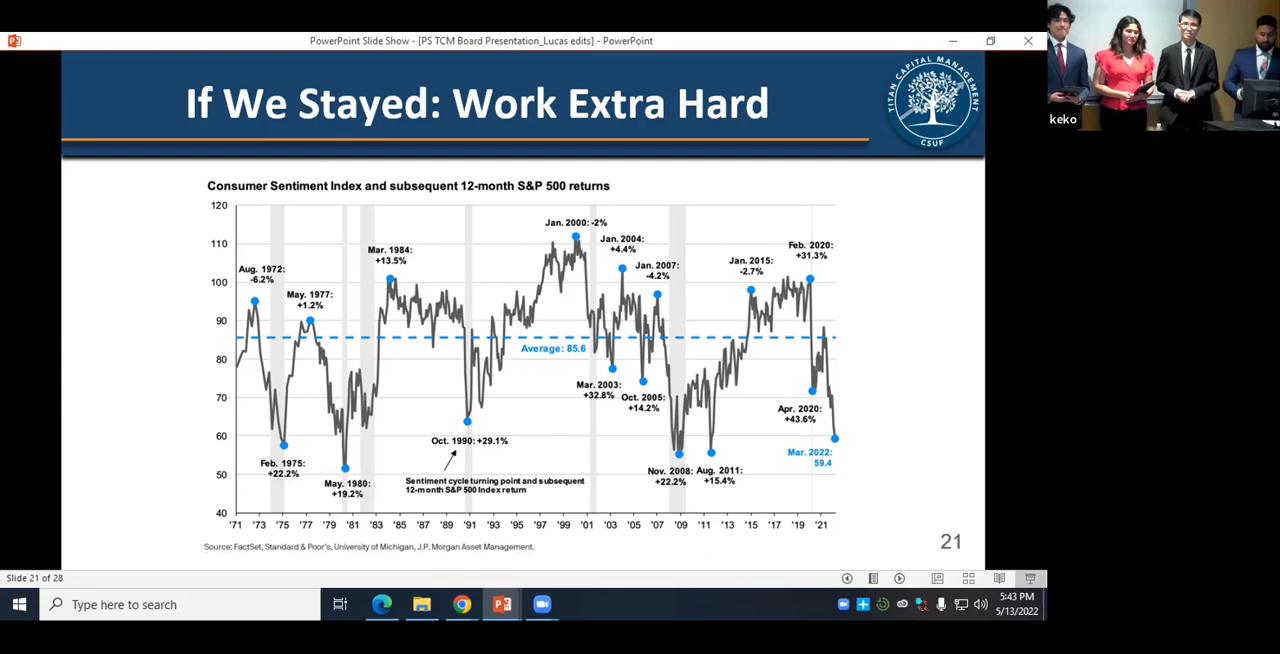 PowerPoint Slide Show - [PS TCM Board Presentation_Lucas edits] - PowerPoint
If We Stayed: Work Extra Hard
TITAN CAPITAL MANAGEMENT
CSUF
keko
Consumer Sentiment Index and subsequent 12-month S&P 500 returns
120
110
100
90
80
70
60
50
40
Aug. 1972:
-6.2%
May. 1977:
+1.2%
Mar. 1984:
+13.5%
Jan. 2000: -2%
Jan. 2004:
+4.4%
Jan. 2007:
-4.2%
Jan. 2015:
-2.7%
Feb. 2020:
+31.3%
Average: 85.6
Feb. 1975:
+22.2%
May. 1980:
+19.2%
Oct. 1990: +29.1%
Sentiment cycle turning point and subsequent
12-month S&P 500 Index return
Mar. 2003:
+32.8%
Oct. 2005:
+14.2%
Nov. 2008:
+22.2%
Aug. 2011:
+15.4%
Apr. 2020:
+43.6%
Mar. 2022:
59.4
'71 '73 '75 '77 '79 '81 '83 '85 '87 '89 '91 '93 '95 '97 '99 '01 '03 '05 '07 '09 '11 '13 '15 '17 '19 '21
Source: FactSet, Standard & Poor's, University of Michigan, J.P. Morgan Asset Management.
21
Slide 21 of 28
Type here to search
5:43 PM
5/13/2022